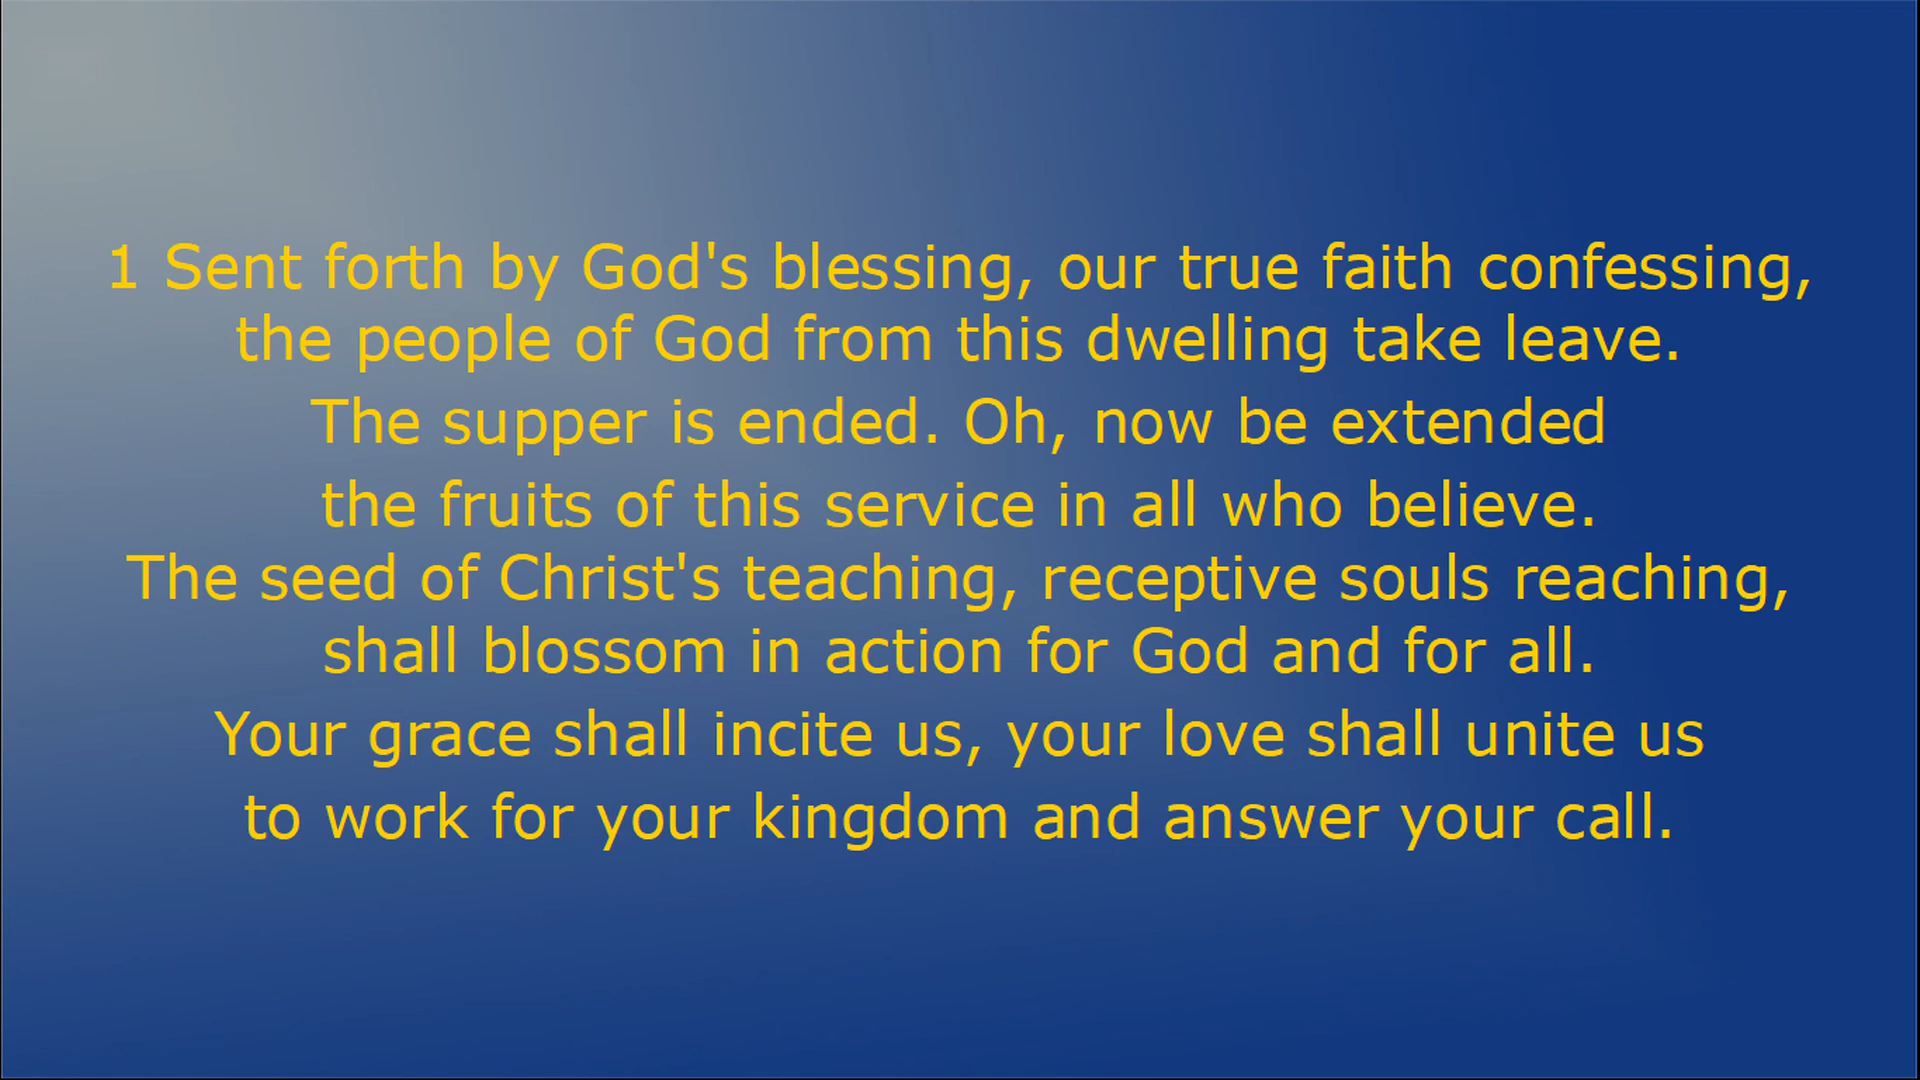 1 Sent forth by God's blessing, our true faith confessing,
the people of God from this dwelling take leave.
The supper is ended. Oh, now be extended
the fruits of this service in all who believe.
The seed of Christ's teaching, receptive souls reaching,
shall blossom in action for God and for all.
Your grace shall incite us, your love shall unite us
to work for your kingdom and answer your call.